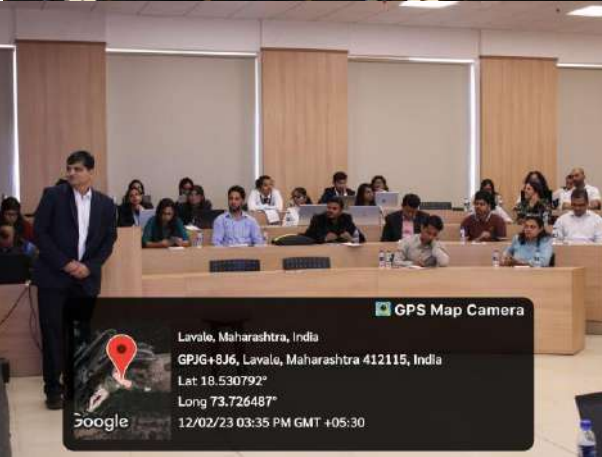 GPS Map Camera
Lavale, Maharashtra, India
GPJG+8J6, Lavale, Maharashtra 412115, India
Lat 18.530792°
Long 73.726487°
12/02/23 03:35 PM GMT +05:30
Google